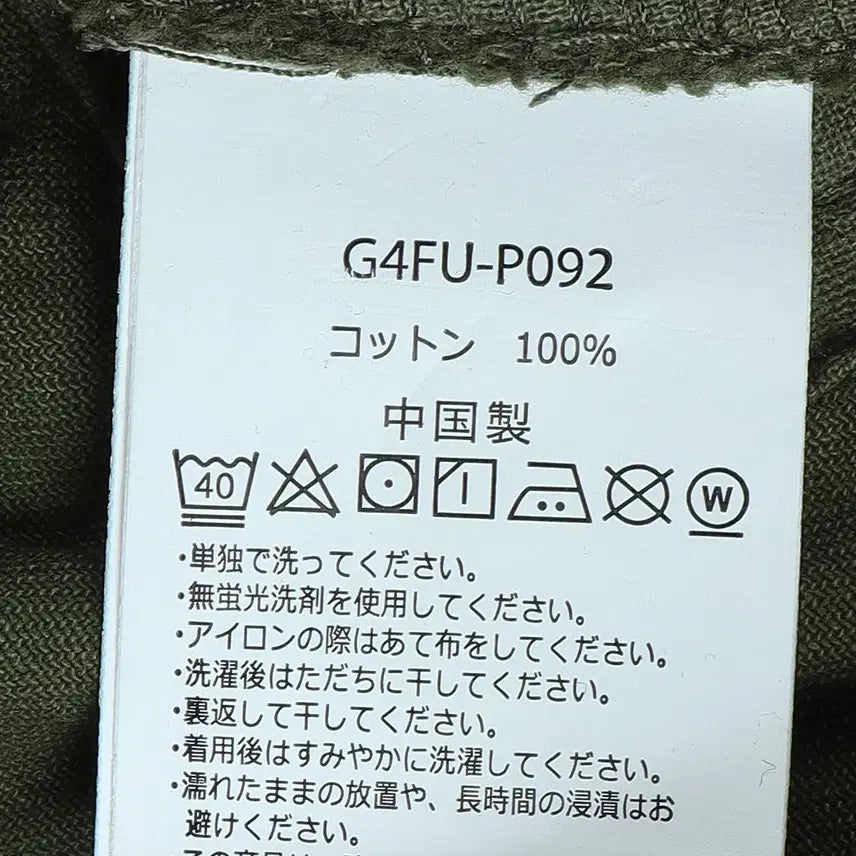 G4FU-P092
コットン 100%
中国製
40 W
・単独で洗ってください。
・無蛍光洗剤を使用してください。
・アイロンの際はあて布をしてください。
・洗濯後はただちに干してください。
・裏返して干してください。
・着用後はすみやかに洗濯してください。
・濡れたままの放置や、長時間の浸漬はお
避けください。